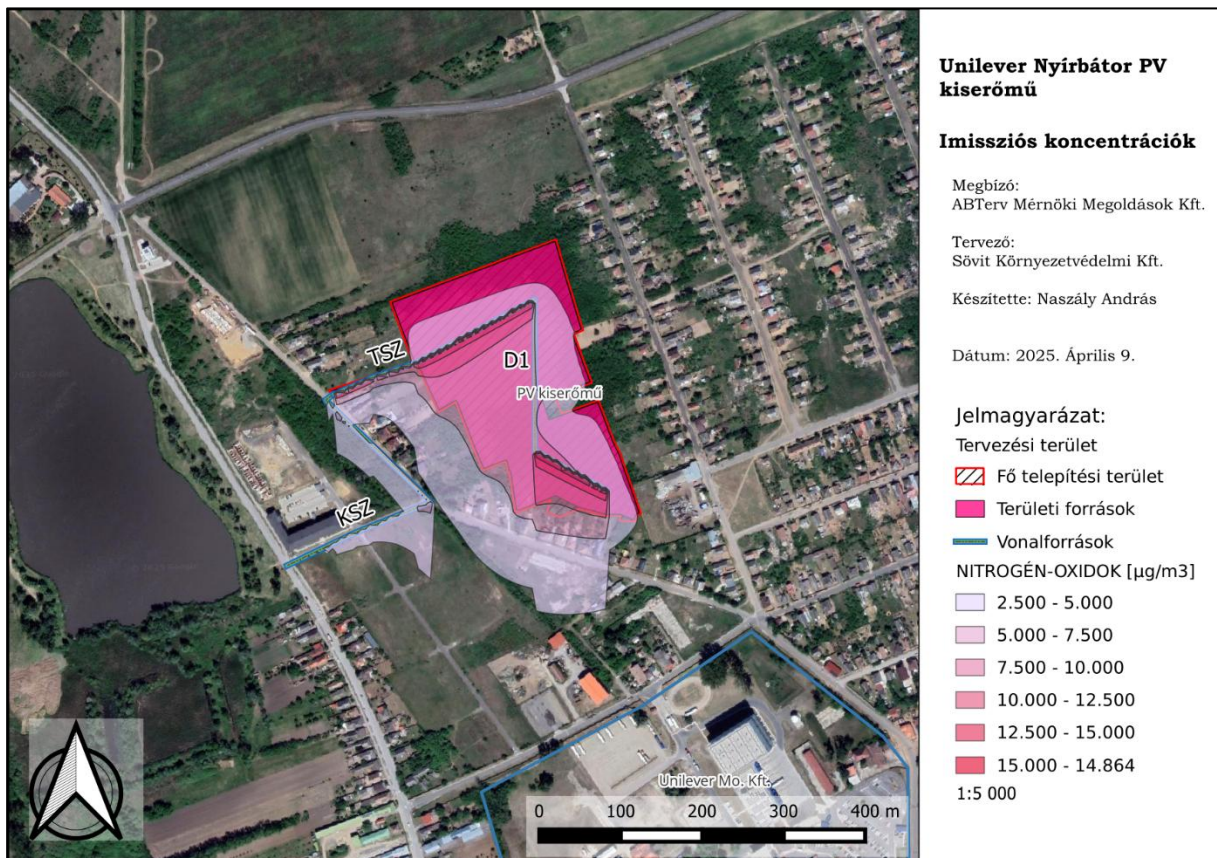 TSZ
D1
PV kiserőmű
KSZ
Unilever Mo. Kft.
0 100 200 300 400 m
Unilever Nyírbátor PV
kiserőmű
Imissziós koncentrációk
Megbízó:
ABTerv Mérnöki Megoldások Kft.
Tervező:
Sövit Környezetvédelmi Kft.
Készítette: Naszály András
Dátum: 2025. Április 9.
Jelmagyarázat:
Tervezési terület
Fő telepítési terület
Területi források
Vonalforrások
NITROGÉN-OXIDOK [µg/m3]
2.500 - 5.000
5.000 - 7.500
7.500 - 10.000
10.000 - 12.500
12.500 - 15.000
15.000 - 14.864
1:5 000